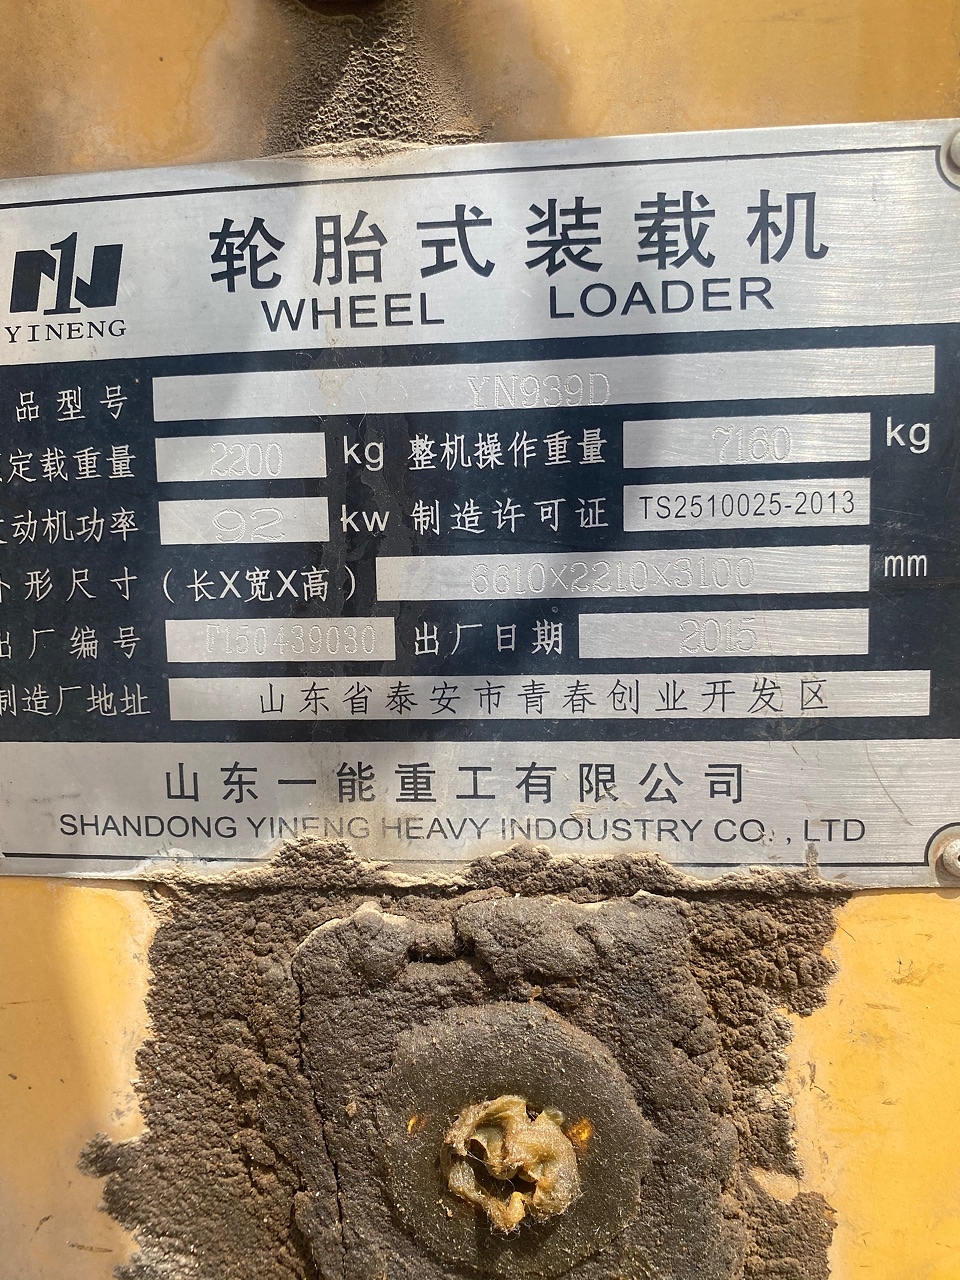 轮胎式装载机
YINENG
WHEEL LOADER
品型号 YN939D
定载重量 2200 kg 整机操作重量 7160 kg
动机功率 92 kw 制造许可证 TS2510025-2013
外形尺寸(长X宽X高) 6610×2210×3100 mm
出厂编号 F150439030 出厂日期 2015
制造厂地址 山东省泰安市青春创业开发区
山东一能重工有限公司
SHANDONG YINENG HEAVY INDOUSTRY CO.,LTD